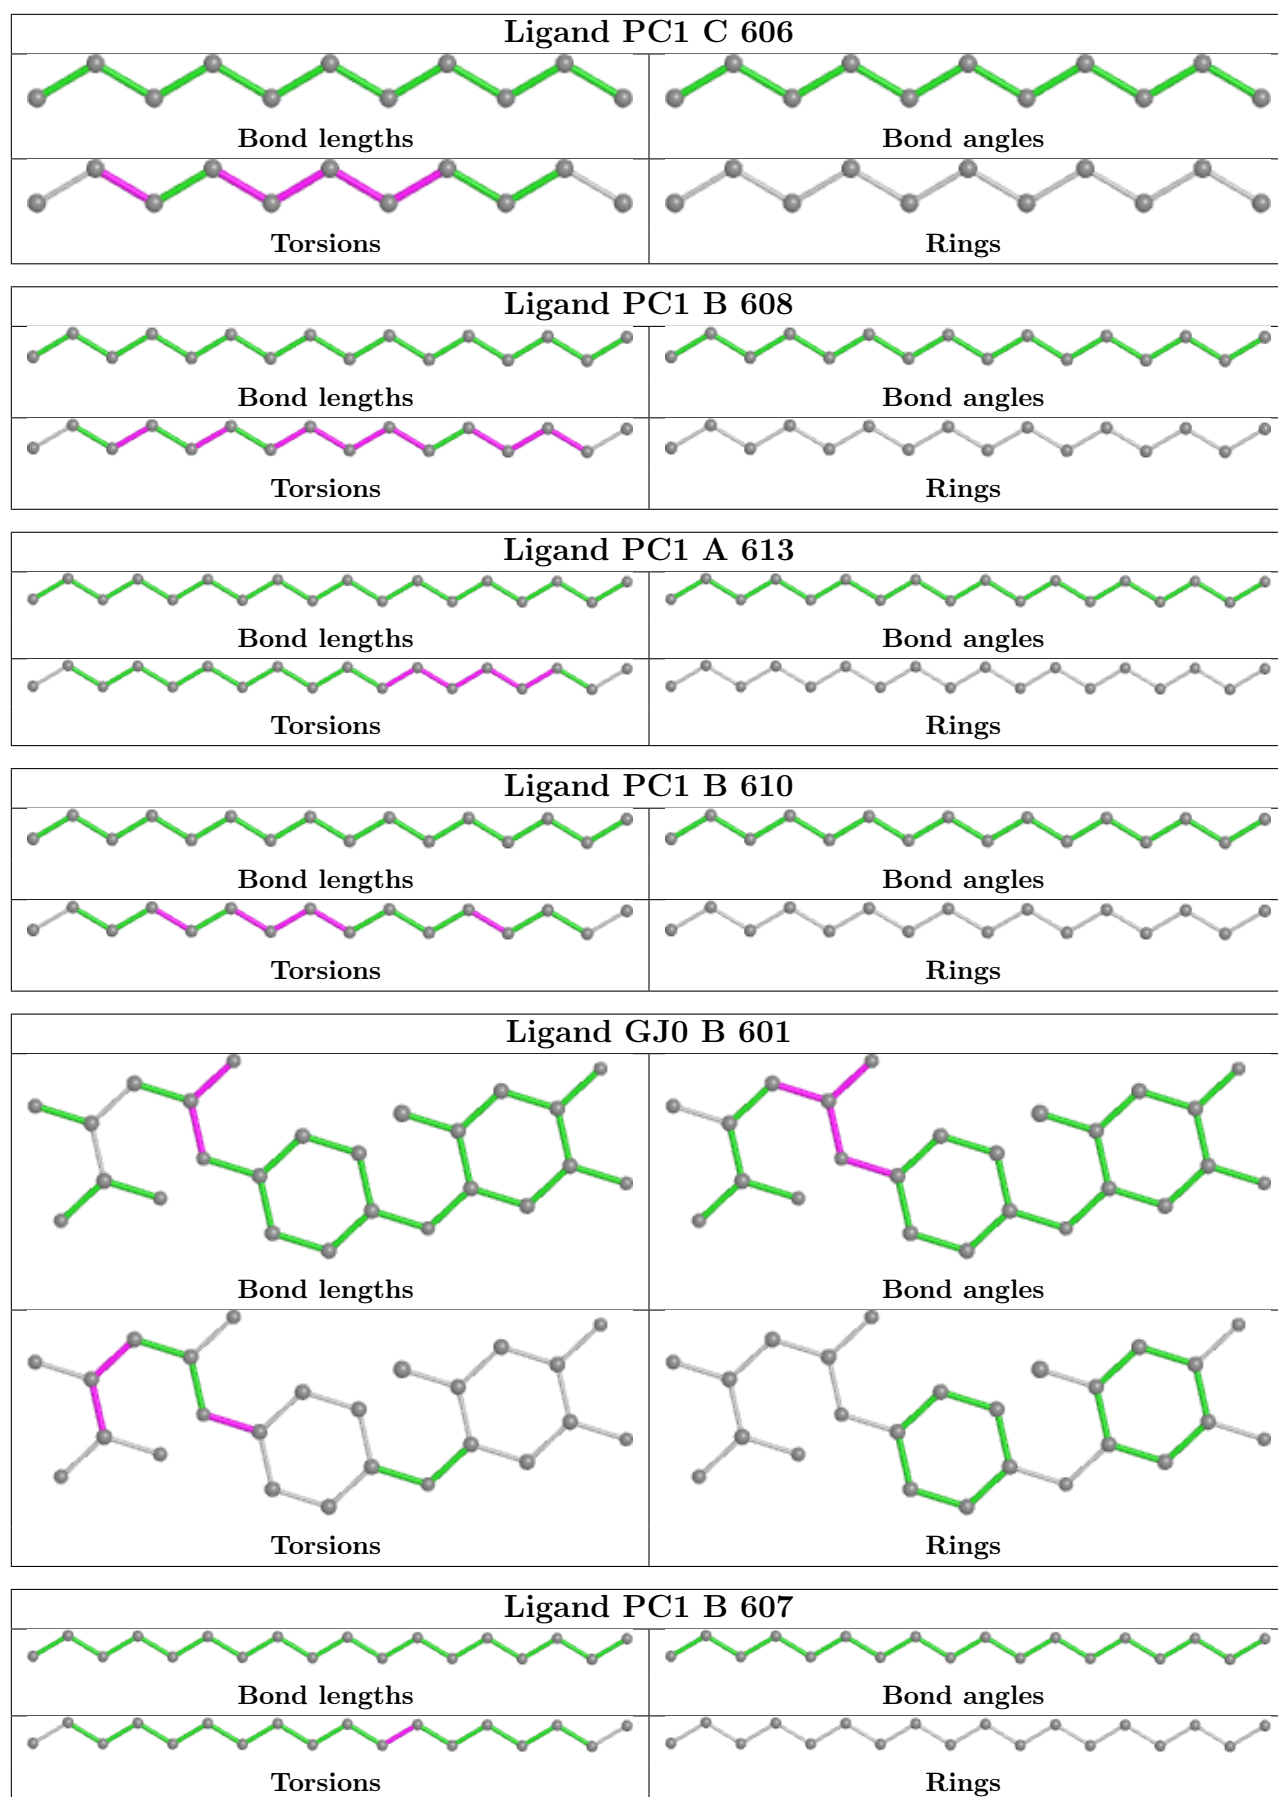 Ligand PC1 C 606
Bond lengths Bond angles
Torsions Rings
Ligand PC1 B 608
Bond lengths Bond angles
Torsions Rings
Ligand PC1 A 613
Bond lengths Bond angles
Torsions Rings
Ligand PC1 B 610
Bond lengths Bond angles
Torsions Rings
Ligand GJ0 B 601
Bond lengths Bond angles
Torsions Rings
Ligand PC1 B 607
Bond lengths Bond angles
Torsions Rings